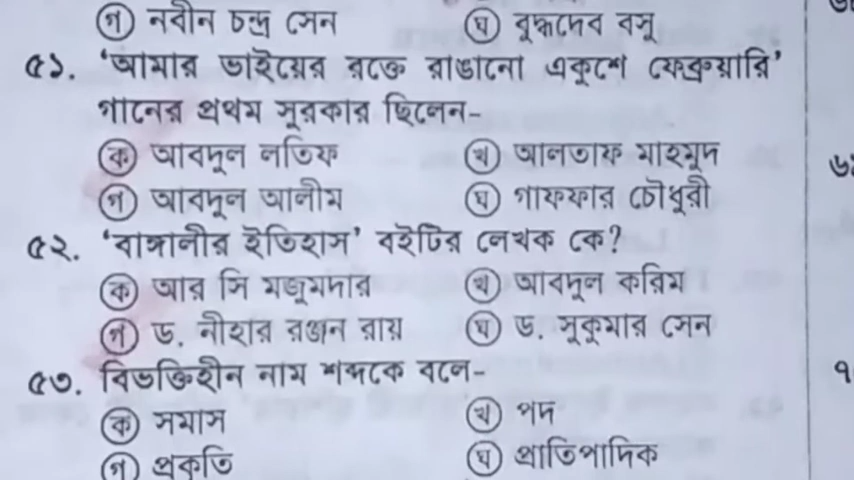 গ নবীন চন্দ্র সেন ঘ বুদ্ধদেব বসু
৫১. 'আমার ভাইয়ের রক্তে রাঙানো একুশে ফেব্রুয়ারি'
গানের প্রথম সুরকার ছিলেন-
ক আবদুল লতিফ খ আলতাফ মাহমুদ
গ আবদুল আলীম ঘ গাফফার চৌধুরী
৫২. 'বাঙ্গালীর ইতিহাস' বইটির লেখক কে?
ক আর সি মজুমদার খ আবদুল করিম
গ ড. নীহার রঞ্জন রায় ঘ ড. সুকুমার সেন
৫৩. বিভক্তিহীন নাম শব্দকে বলে-
ক সমাস খ পদ
গ প্রকৃতি ঘ প্রাতিপাদিক